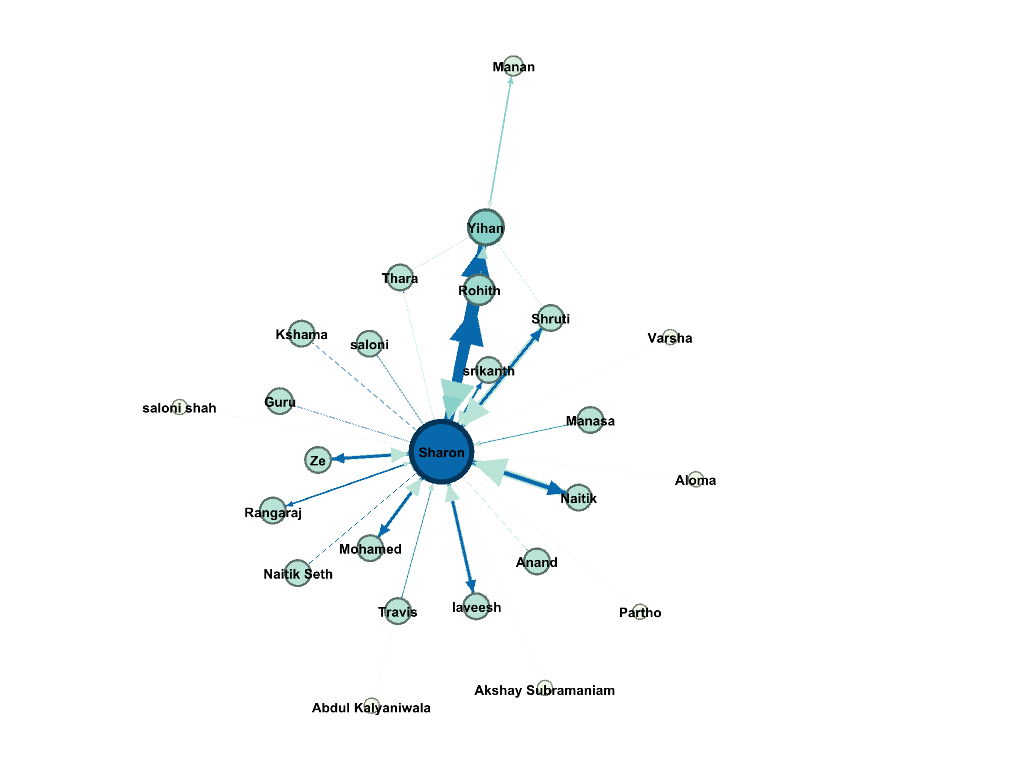 Manan
Yihan
Thara
Rohith
Shruti
Kshama
saloni
Varsha
srikanth
Guru
saloni shah
Manasa
Sharon
Ze
Aloma
Naitik
Rangaraj
Mohamed
Anand
Naitik Seth
laveesh
Travis
Partho
Akshay Subramaniam
Abdul Kalyaniwala